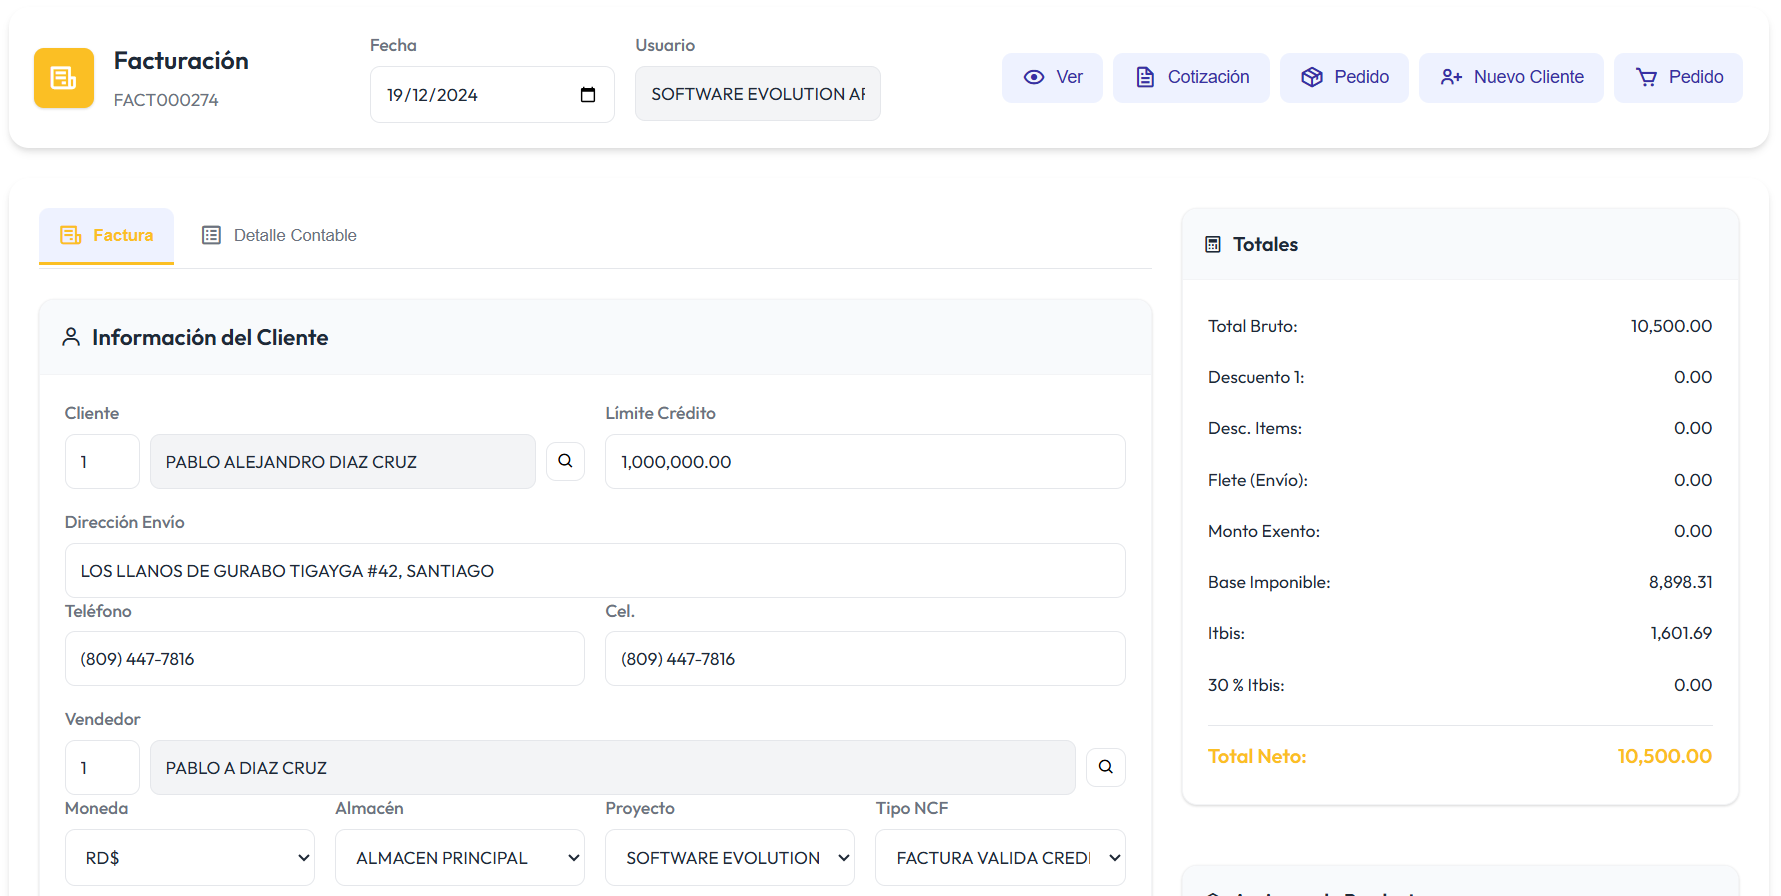 Facturación
FACT000274
Fecha
19/12/2024
Usuario
SOFTWARE EVOLUTION
Ver
Cotización
Pedido
Nuevo Cliente
Pedido
Factura
Detalle Contable
Información del Cliente
Cliente
1
PABLO ALEJANDRO DIAZ CRUZ
Límite Crédito
1,000,000.00
Dirección Envío
LOS LLANOS DE GURABO TIGAYGA #42, SANTIAGO
Teléfono
(809) 447-7816
Cel.
(809) 447-7816
Vendedor
1
PABLO A DIAZ CRUZ
Moneda
RD$
Almacén
ALMACEN PRINCIPAL
Proyecto
SOFTWARE EVOLUTION
Tipo NCF
FACTURA VALIDA CREDI
Totales
Total Bruto: 10,500.00
Descuento 1: 0.00
Desc. Items: 0.00
Flete (Envío): 0.00
Monto Exento: 0.00
Base Imponible: 8,898.31
Itbis: 1,601.69
30 % Itbis: 0.00
Total Neto: 10,500.00